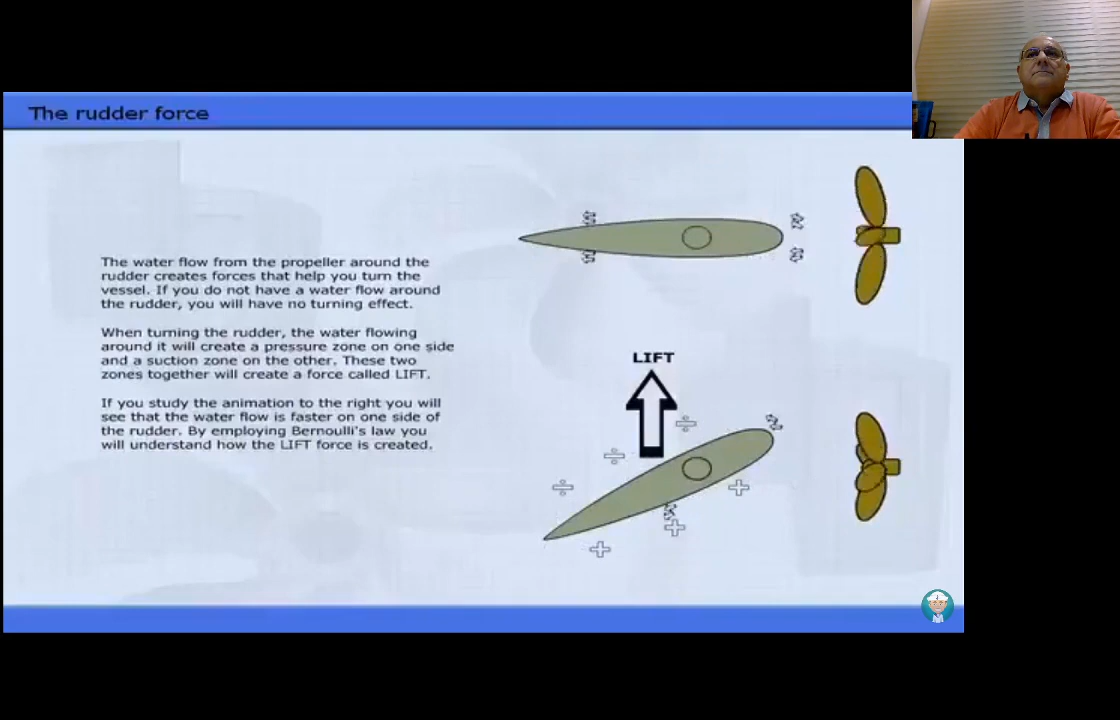 The rudder force
The water flow from the propeller around the
rudder creates forces that help you turn the
vessel. If you do not have a water flow around
the rudder, you will have no turning effect.
When turning the rudder, the water flowing
around it will create a pressure zone on one side
and a suction zone on the other. These two
zones together will create a force called LIFT.
If you study the animation to the right you will
see that the water flow is faster on one side of
the rudder. By employing Bernoulli's law you
will understand how the LIFT force is created.
LIFT